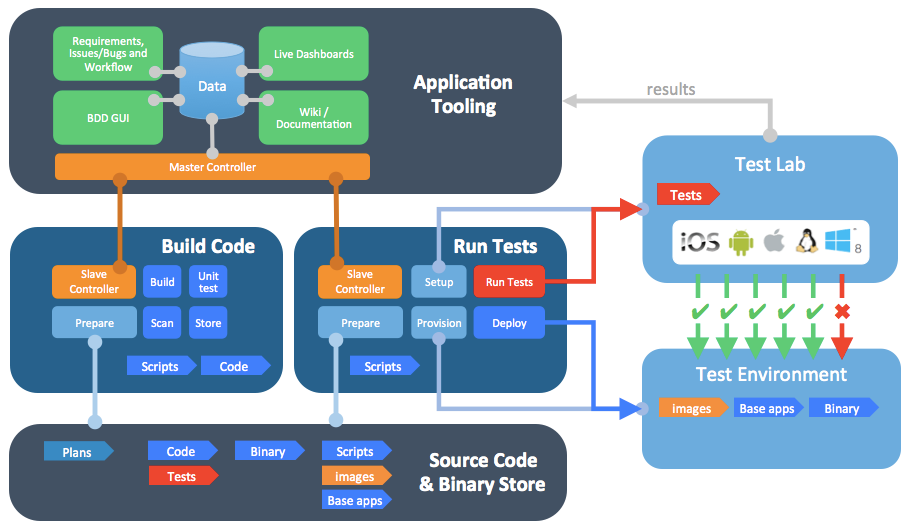 Requirements,
Issues/Bugs and
Workflow
Data
Live Dashboards
BDD GUI
Wiki /
Documentation
Application
Tooling
Master Controller
results
Test Lab
Tests
iOS
8
Build Code
Slave
Controller
Build
Unit
test
Prepare
Scan
Store
Scripts
Code
Run Tests
Slave
Controller
Setup
Run Tests
Prepare
Provision
Deploy
Scripts
Test Environment
images
Base apps
Binary
Plans
Code
Binary
Scripts
Tests
images
Base apps
Source Code
& Binary Store